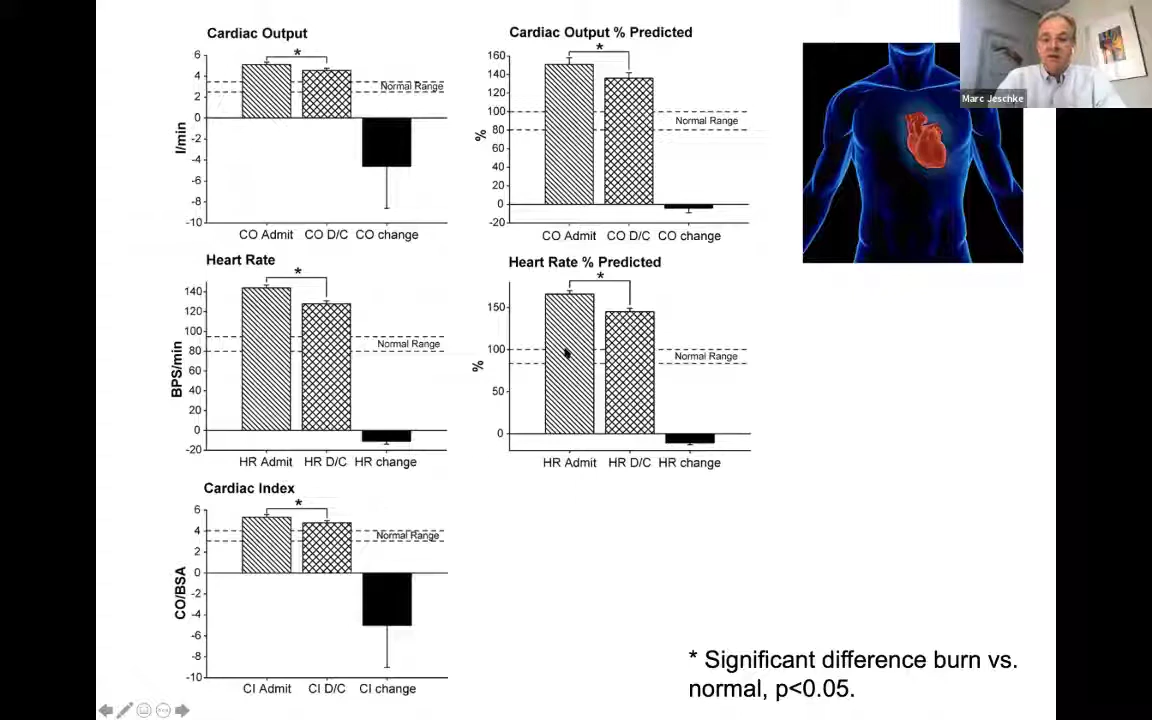 Cardiac Output
6
4
2
0
-2
-4
-6
-8
-10
l/min
*
Normal Range
CO Admit CO D/C CO change
Cardiac Output % Predicted
160
140
120
100
80
60
40
20
0
-20
%
*
Normal Range
CO Admit CO D/C CO change
Marc Jeschke
Heart Rate
140
120
100
80
60
40
20
0
-20
BPS/min
*
Normal Range
HR Admit HR D/C HR change
Heart Rate % Predicted
150
100
50
0
%
*
Normal Range
HR Admit HR D/C HR change
Cardiac Index
6
4
2
0
-2
-4
-6
-8
-10
CO/BSA
*
Normal Range
CI Admit CI D/C CI change
* Significant difference burn vs.
normal, p<0.05.